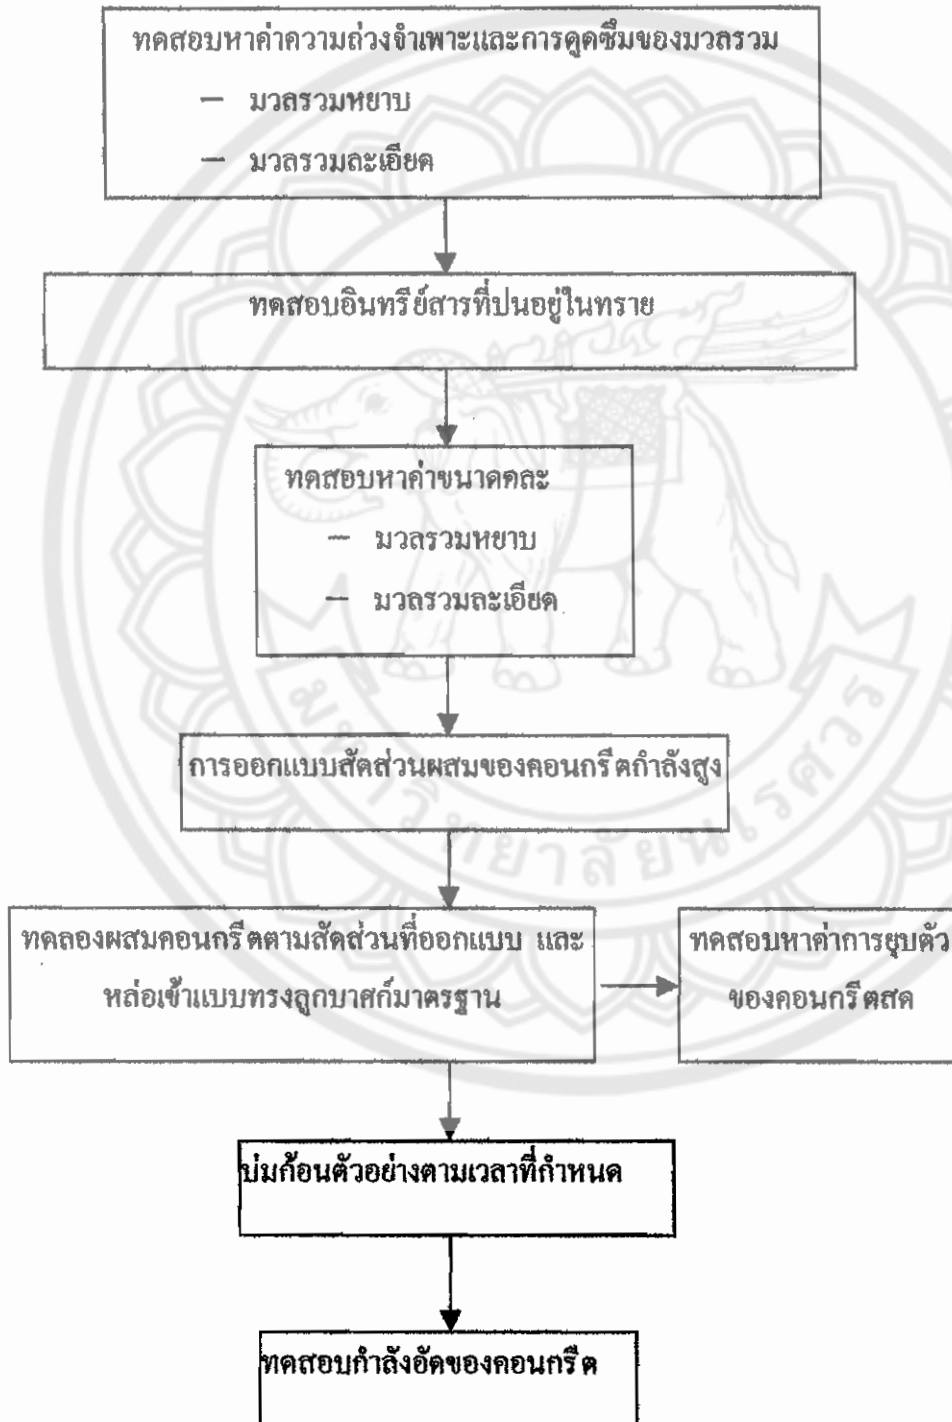 ทดสอบหาค่าความถ่วงจำเพาะและการดูดซึมของมวลรวม
– มวลรวมหยาบ
– มวลรวมละเอียด
ทดสอบอินทรีย์สารที่ปนอยู่ในทราย
ทดสอบหาค่าขนาดคละ
– มวลรวมหยาบ
– มวลรวมละเอียด
การออกแบบสัดส่วนผสมของคอนกรีตกำลังสูง
ทดลองผสมคอนกรีตตามสัดส่วนที่ออกแบบ และ
หล่อเข้าแบบทรงลูกบาศก์มาตรฐาน
ทดสอบหาค่าการยุบตัว
ของคอนกรีตสด
บ่มก้อนตัวอย่างตามเวลาที่กำหนด
ทดสอบกำลังอัดของคอนกรีต
มหาวิทยาลัยนเรศวร